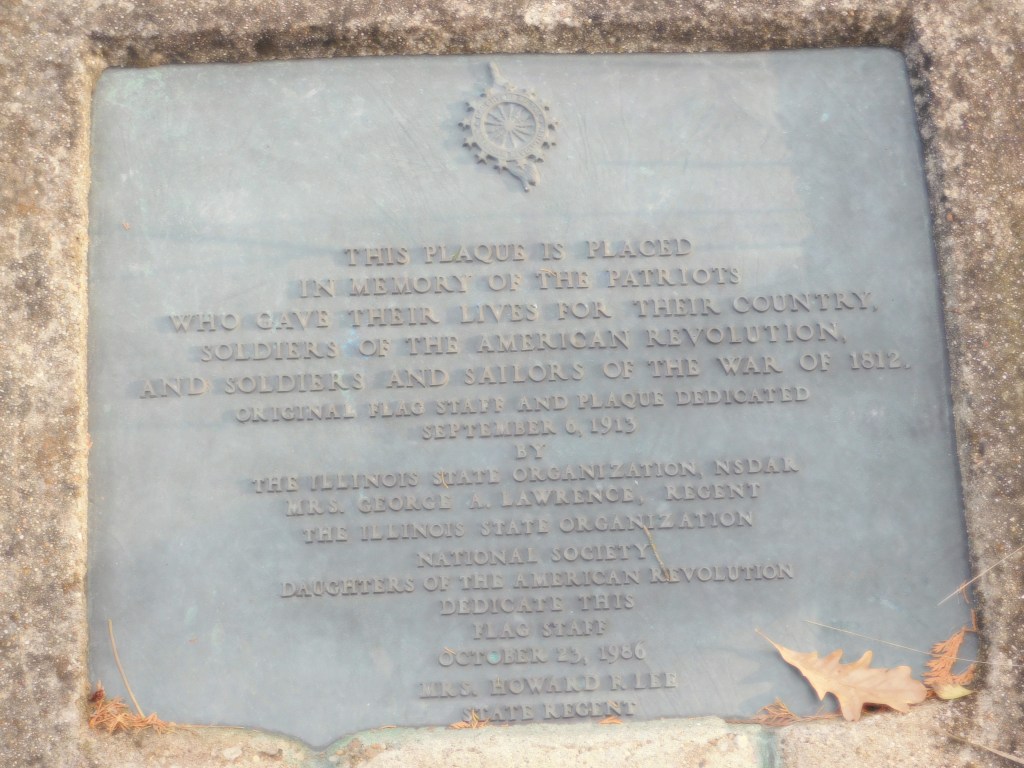 THIS PLAQUE IS PLACED
IN MEMORY OF THE PATRIOTS
WHO GAVE THEIR LIVES FOR THEIR COUNTRY,
SOLDIERS OF THE AMERICAN REVOLUTION,
AND SOLDIERS AND SAILORS OF THE WAR OF 1812.
ORIGINAL FLAG STAFF AND PLAQUE DEDICATED
SEPTEMBER 6, 1913
BY
THE ILLINOIS STATE ORGANIZATION, NSDAR
MRS. GEORGE A. LAWRENCE, REGENT
THE ILLINOIS STATE ORGANIZATION
NATIONAL SOCIETY
DAUGHTERS OF THE AMERICAN REVOLUTION
DEDICATE THIS
FLAG STAFF
OCTOBER 23, 1986
MRS. HOWARD R LEE
STATE REGENT